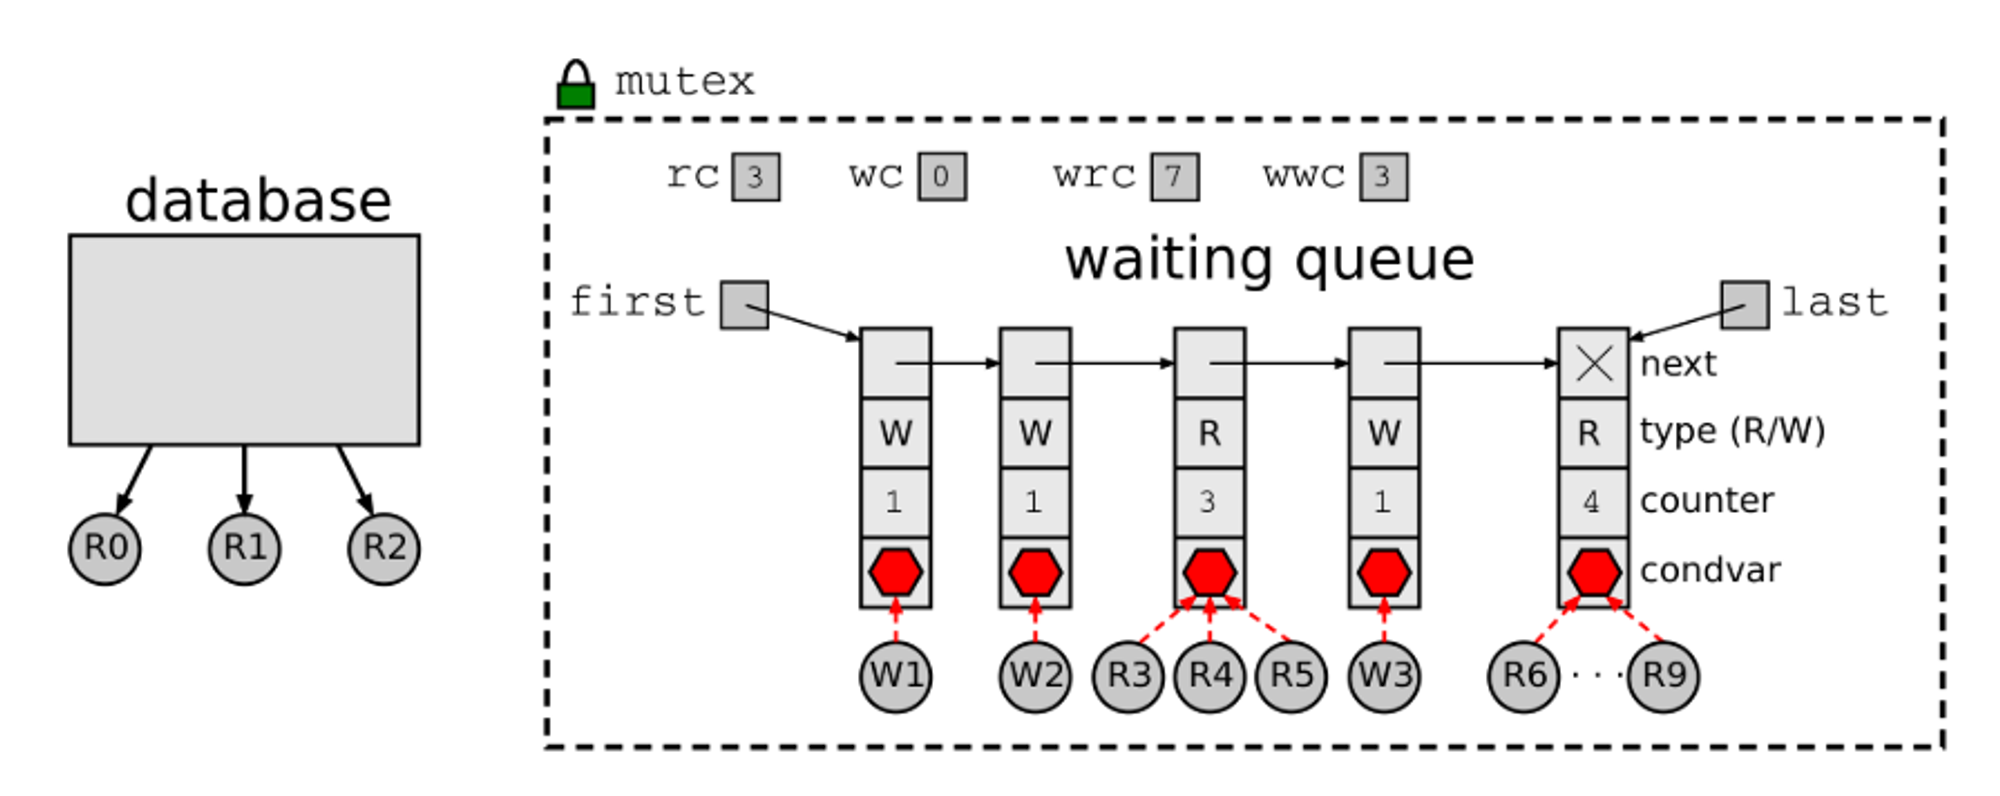 mutex
rc 3 wc 0 wrc 7 wwc 3
database
waiting queue
first
last
next
W W R W R type (R/W)
1 1 3 1 4 counter
condvar
R0 R1 R2
W1 W2 R3 R4 R5 W3 R6 ··· R9